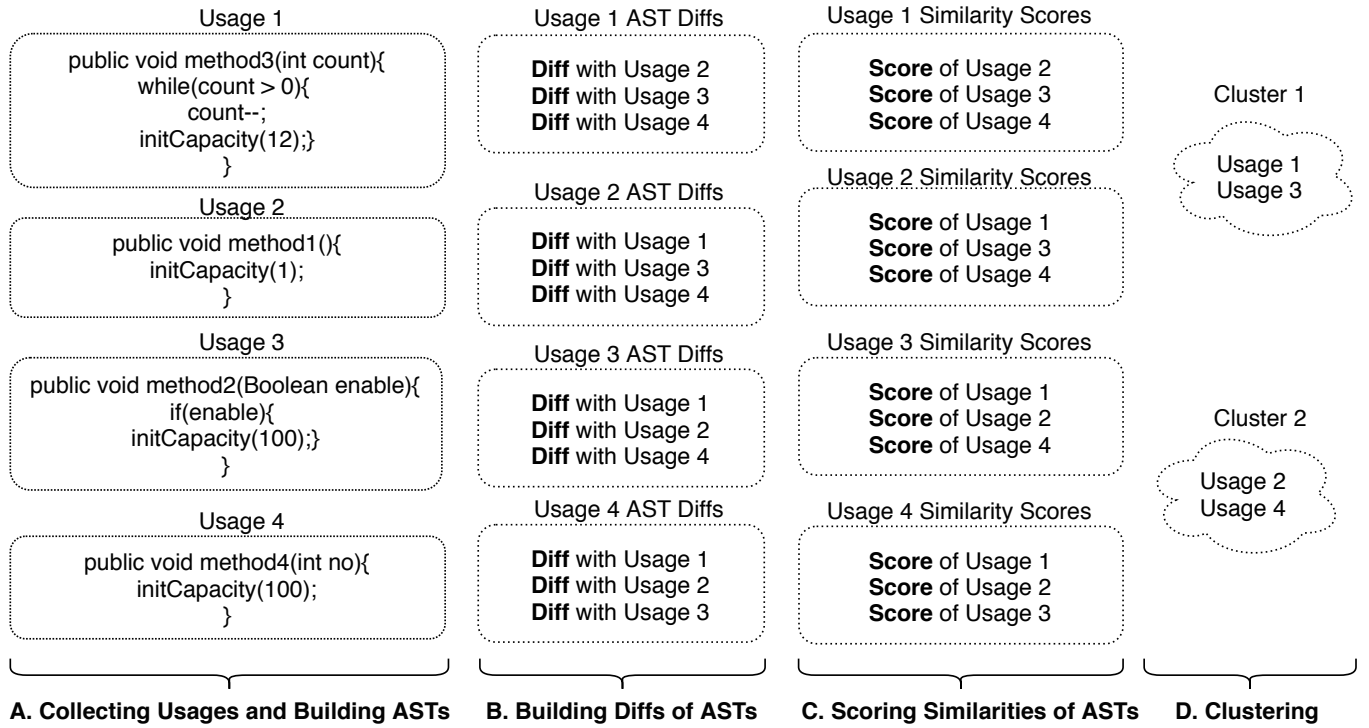 Usage 1
public void method3(int count){
while(count > 0){
count--;
initCapacity(12);}
}
Usage 2
public void method1(){
initCapacity(1);
}
Usage 3
public void method2(Boolean enable){
if(enable){
initCapacity(100);}
}
Usage 4
public void method4(int no){
initCapacity(100);
}
A. Collecting Usages and Building ASTs
Usage 1 AST Diffs
Diff with Usage 2
Diff with Usage 3
Diff with Usage 4
Usage 2 AST Diffs
Diff with Usage 1
Diff with Usage 3
Diff with Usage 4
Usage 3 AST Diffs
Diff with Usage 1
Diff with Usage 2
Diff with Usage 4
Usage 4 AST Diffs
Diff with Usage 1
Diff with Usage 2
Diff with Usage 3
B. Building Diffs of ASTs
Usage 1 Similarity Scores
Score of Usage 2
Score of Usage 3
Score of Usage 4
Usage 2 Similarity Scores
Score of Usage 1
Score of Usage 3
Score of Usage 4
Usage 3 Similarity Scores
Score of Usage 1
Score of Usage 2
Score of Usage 4
Usage 4 Similarity Scores
Score of Usage 1
Score of Usage 2
Score of Usage 3
C. Scoring Similarities of ASTs
Cluster 1
Usage 1
Usage 3
Cluster 2
Usage 2
Usage 4
D. Clustering